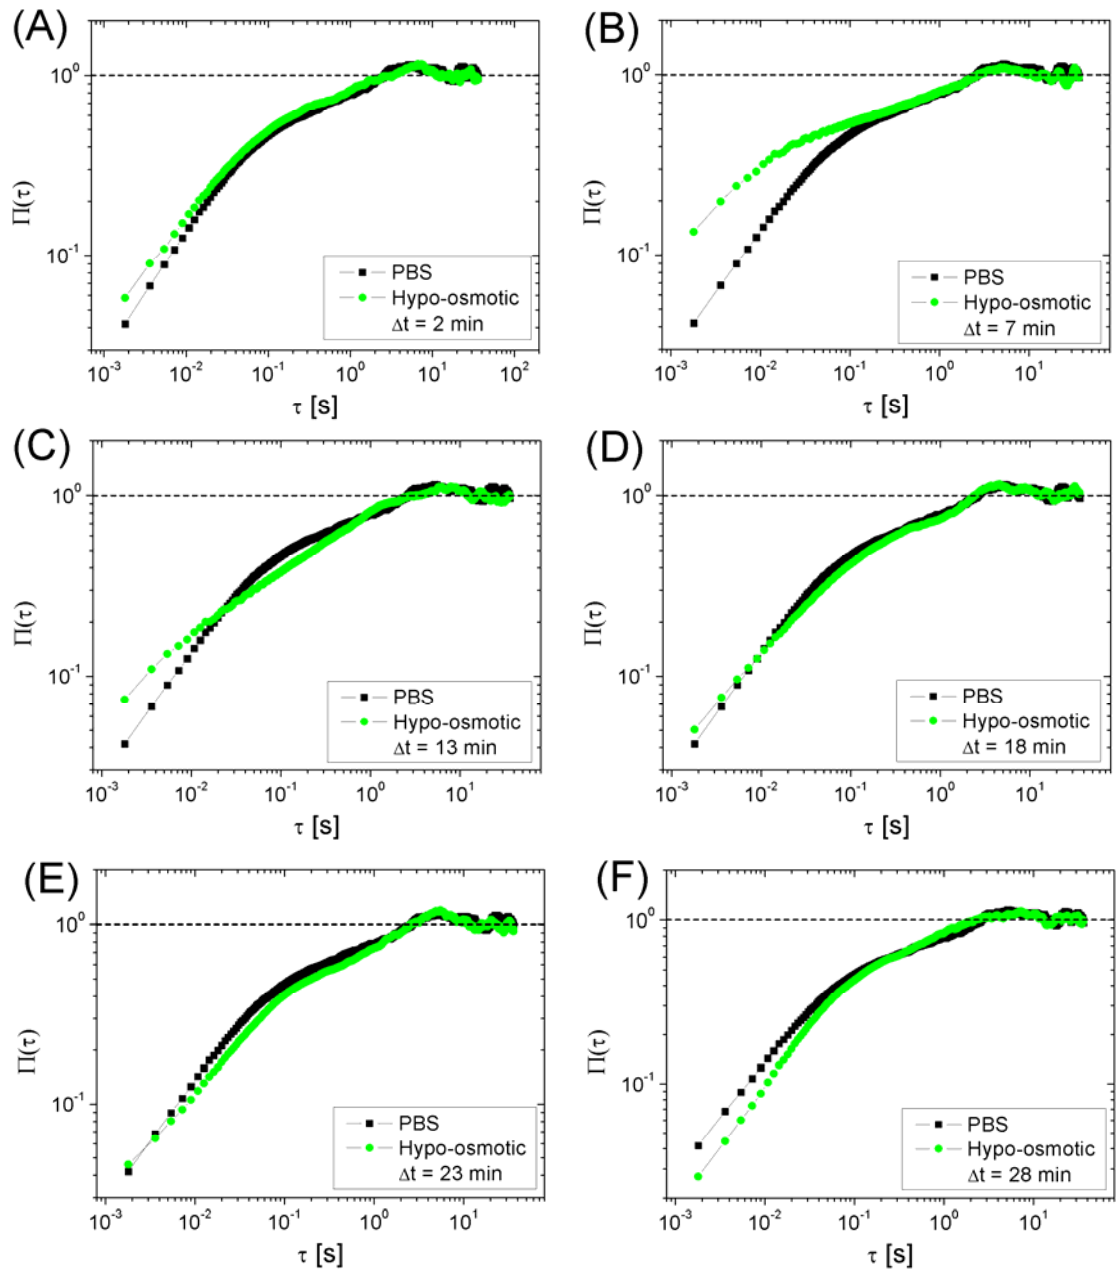 (A)
10⁰
10⁻¹
Π(τ)
PBS
Hypo-osmotic
Δt = 2 min
10⁻³ 10⁻² 10⁻¹ 10⁰ 10¹ 10²
τ [s]
(B)
10⁰
10⁻¹
Π(τ)
PBS
Hypo-osmotic
Δt = 7 min
10⁻³ 10⁻² 10⁻¹ 10⁰ 10¹
τ [s]
(C)
10⁰
10⁻¹
Π(τ)
PBS
Hypo-osmotic
Δt = 13 min
10⁻³ 10⁻² 10⁻¹ 10⁰ 10¹
τ [s]
(D)
10⁰
10⁻¹
Π(τ)
PBS
Hypo-osmotic
Δt = 18 min
10⁻³ 10⁻² 10⁻¹ 10⁰ 10¹
τ [s]
(E)
10⁰
10⁻¹
Π(τ)
PBS
Hypo-osmotic
Δt = 23 min
10⁻³ 10⁻² 10⁻¹ 10⁰ 10¹
τ [s]
(F)
10⁰
10⁻¹
Π(τ)
PBS
Hypo-osmotic
Δt = 28 min
10⁻³ 10⁻² 10⁻¹ 10⁰ 10¹
τ [s]